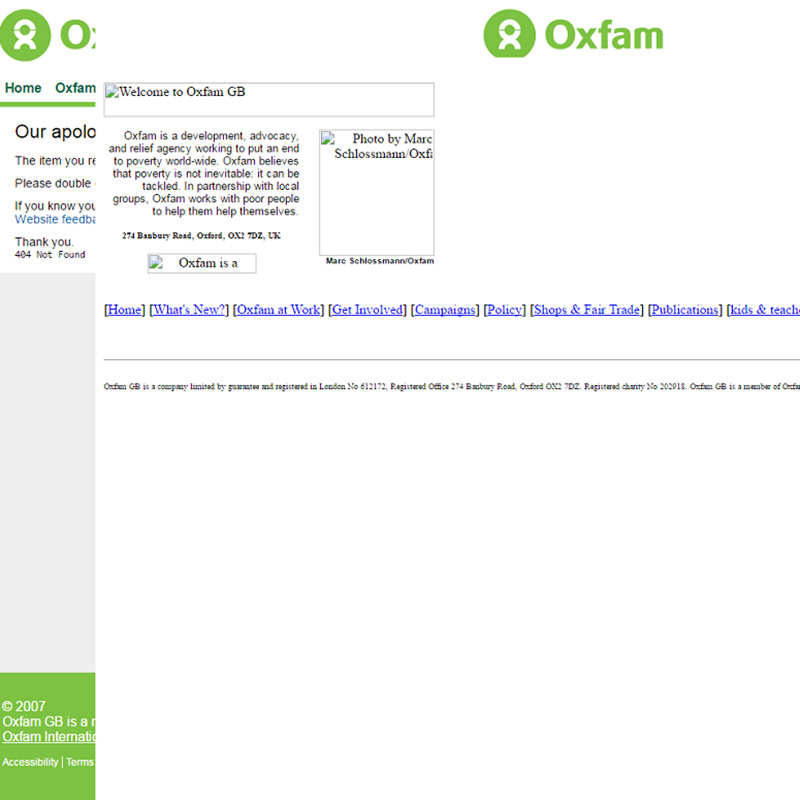 Ox
Oxfam
Home Oxfam
Our apolo
The item you re
Please double
If you know you
Website feedba
Thank you.
404 Not Found
Welcome to Oxfam GB
Oxfam is a development, advocacy,
and relief agency working to put an end
to poverty world-wide. Oxfam believes
that poverty is not inevitable: it can be
tackled. In partnership with local
groups, Oxfam works with poor people
to help them help themselves.
274 Banbury Road, Oxford, OX2 7DZ, UK
Oxfam is a
Photo by Marc
Schlossmann/Oxfa
Marc Schlossmann/Oxfam
[Home] [What's New?] [Oxfam at Work] [Get Involved] [Campaigns] [Policy] [Shops & Fair Trade] [Publications] [kids & teache
Oxfam GB is a company limited by guarantee and registered in London No 612172, Registered Office 274 Banbury Road, Oxford OX2 7DZ. Registered charity No 202918. Oxfam GB is a member of Oxfa
© 2007
Oxfam GB is a m
Oxfam Internatio
Accessibility | Terms